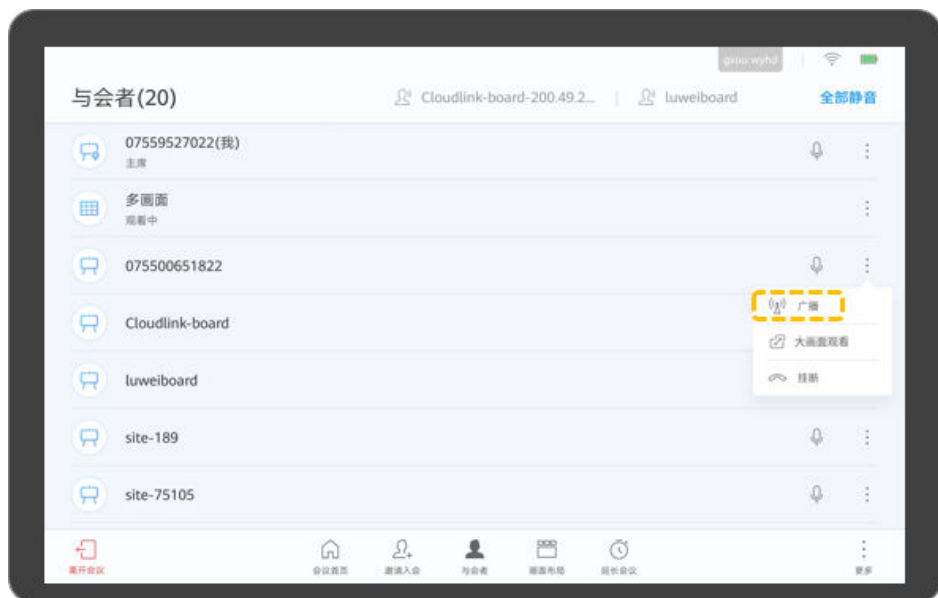 与会者(20)
Cloudlink-board-200.49.2...
luweiboard
全部静音
07559527022(我)
主席
多画面
观看中
075500651822
广播
Cloudlink-board
大画面观看
luweiboard
挂断
site-189
site-75105
离开会议
会议首页
邀请入会
与会者
画面布局
延长会议
更多